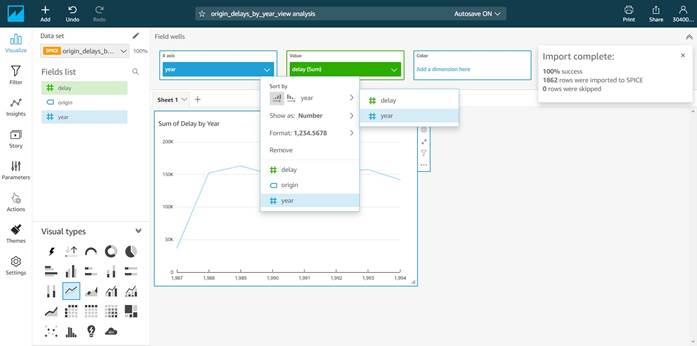 Add
Undo
Redo
origin_delays_by_year_view analysis
Autosave ON
Print
Share
30400...
Visualize
Filter
Insights
Story
Parameters
Actions
Themes
Settings
Data set
SPICE origin_delays_b... 100%
Fields list
delay
origin
year
Visual types
Field wells
X axis
year
Value
delay (Sum)
Color
Add a dimension here
Import complete:
100% success
1862 rows were imported to SPICE
0 rows were skipped
Sheet 1
Sum of Delay by Year
200K
150K
100K
50K
0
1,987 1,988 1,989 1,990 1,991 1,992 1,993 1,994
Sort by
year
Show as: Number
Format: 1,234.5678
Remove
delay
origin
year
delay
year